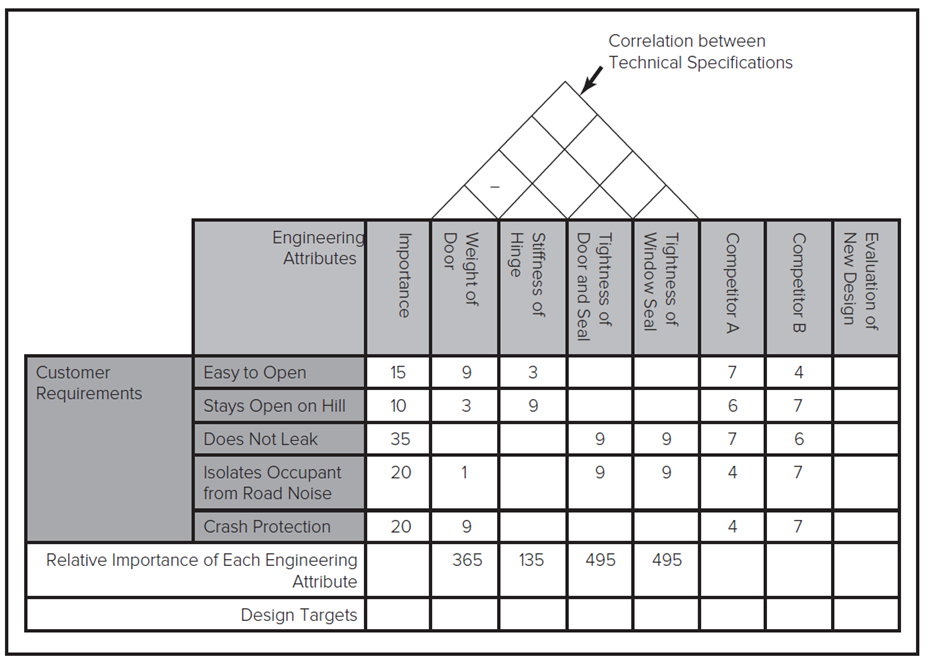 Correlation between
Technical Specifications
–
Engineering
Attributes
Importance
Weight of
Door
Stiffness of
Hinge
Tightness of
Door and Seal
Tightness of
Window Seal
Competitor A
Competitor B
Evaluation of
New Design
Customer
Requirements
Easy to Open 15 9 3 7 4
Stays Open on Hill 10 3 9 6 7
Does Not Leak 35 9 9 7 6
Isolates Occupant
from Road Noise 20 1 9 9 4 7
Crash Protection 20 9 4 7
Relative Importance of Each Engineering
Attribute 365 135 495 495
Design Targets